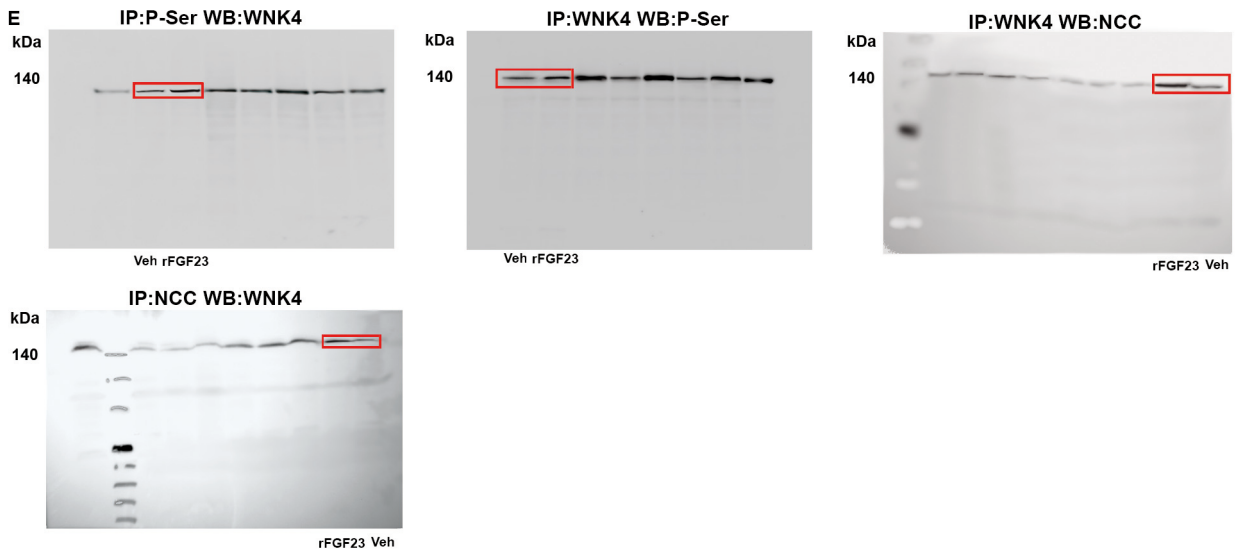 E
IP:P-Ser WB:WNK4
kDa
140
Veh rFGF23
IP:WNK4 WB:P-Ser
kDa
140
Veh rFGF23
IP:WNK4 WB:NCC
kDa
140
rFGF23 Veh
IP:NCC WB:WNK4
kDa
140
rFGF23 Veh